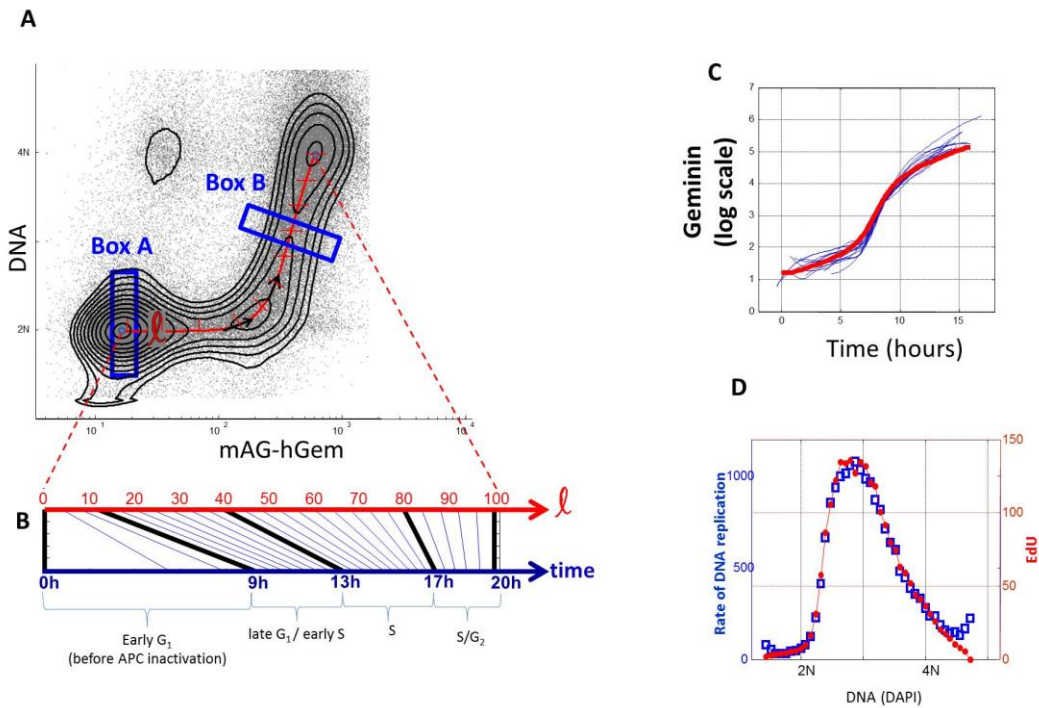 A
DNA
4N
2N
Box B
Box A
ℓ
10¹ 10² 10³ 10⁴
mAG-hGem
B
0 10 20 30 40 50 60 70 80 90 100
ℓ
0h 9h 13h 17h 20h
time
Early G₁
(before APC inactivation)
late G₁/ early S
S
S/G₂
C
Geminin
(log scale)
7
6
5
4
3
2
1
0
0 5 10 15
Time (hours)
D
Rate of DNA replication
1000
500
0
150
100
50
0
EdU
2N 4N
DNA (DAPI)